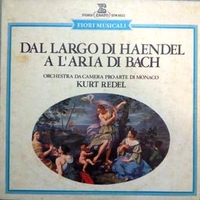 FIORI MUSICALI
DAL LARGO DI HAENDEL
A L'ARIA DI BACH
ORCHESTRA DA CAMERA PRO ARTE DI MONACO
KURT REDEL